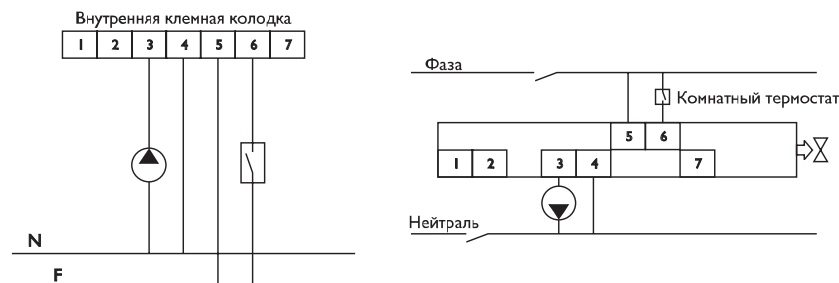 Внутренняя клемная колодка
1 2 3 4 5 6 7
N
F
Фаза
Комнатный термостат
5 6
1 2 3 4 7
Нейтраль